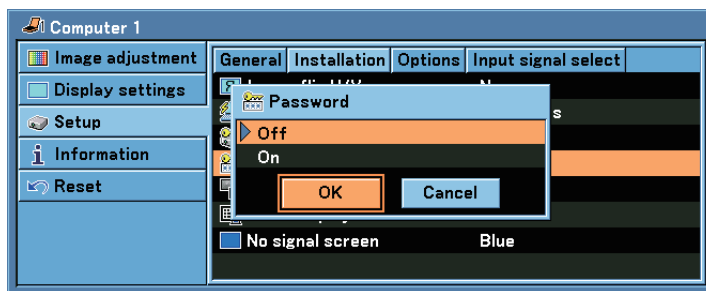 Computer 1
Image adjustment
Display settings
Setup
Information
Reset
General Installation Options Input signal select
Password
Off
On
OK Cancel
No signal screen Blue